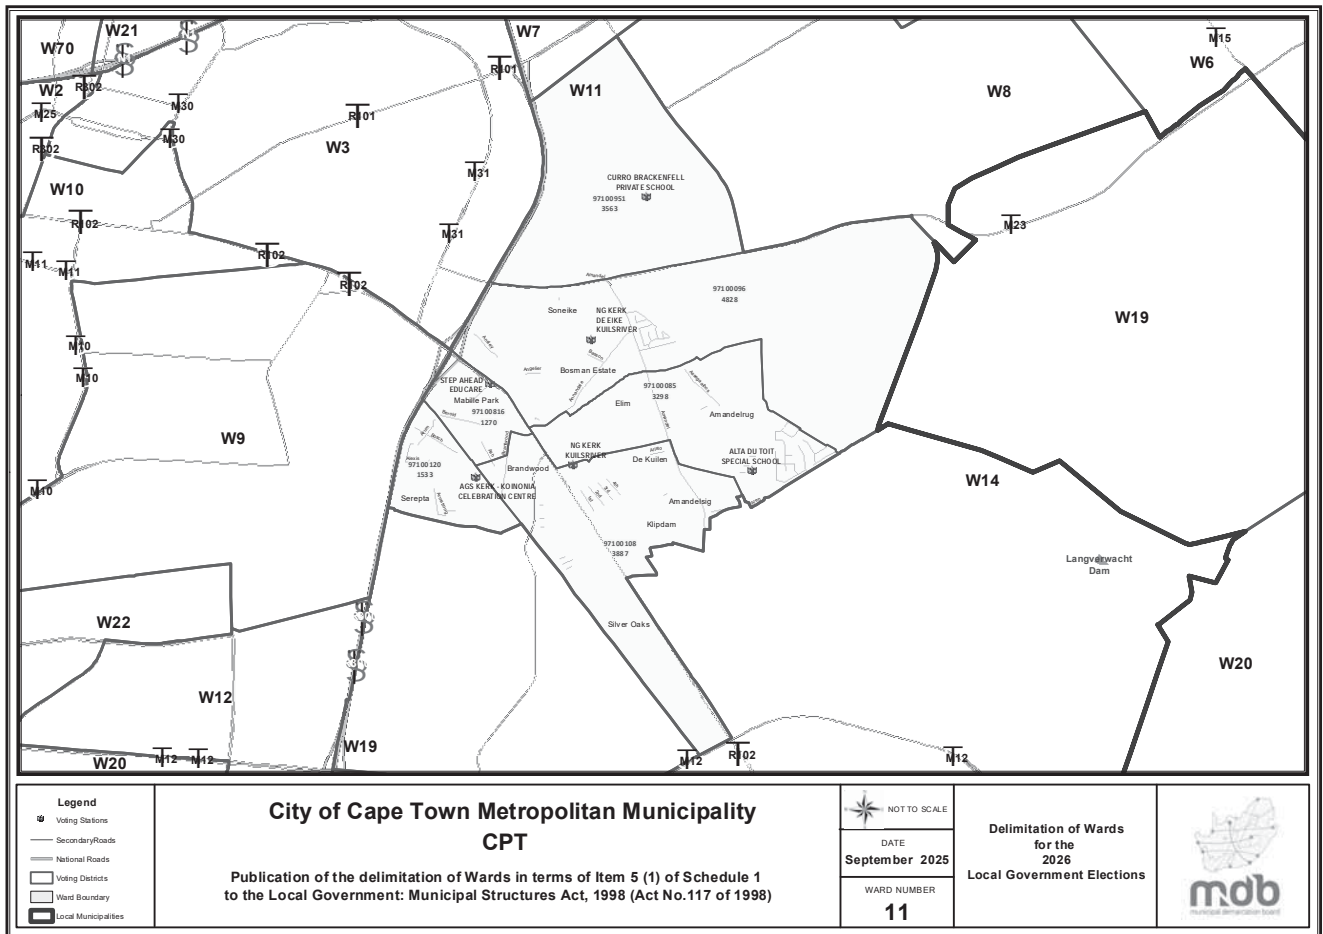 W21
W7
W70
M15
R101
W6
W2
R302
W11
W8
M30
M25
R101
M30
R302
W3
M31
CURRO BRACKENFELL
PRIVATE SCHOOL
97100951
3563
W10
R102
M31
M23
R102
M11
M11
R102
97100096
4828
Soneike
NG KERK
DE EIKE
KUILSRIVER
W19
M10
Bosman Estate
M10
STEP AHEAD
EDUCARE
Mabille Park
97100816
1270
97100085
3298
Elim
Amandelrug
W9
NG KERK
KUILSRIVER
De Kuilen
ALTA DU TOIT
SPECIAL SCHOOL
97100120
1533
Brandwood
AGS KERK - KOINONIA
CELEBRATION CENTRE
Serepta
W14
M10
Amandelsig
Klipdam
97100108
3887
Langverwacht
Dam
W22
Silver Oaks
W20
W12
W19
W20
M12
M12
M12
R102
M12
Legend
Voting Stations
SecondaryRoads
National Roads
Voting Districts
Ward Boundary
Local Municipalities
City of Cape Town Metropolitan Municipality
CPT
Publication of the delimitation of Wards in terms of Item 5 (1) of Schedule 1
to the Local Government: Municipal Structures Act, 1998 (Act No.117 of 1998)
NOT TO SCALE
DATE
September 2025
WARD NUMBER
11
Delimitation of Wards
for the
2026
Local Government Elections
mdb
municipal demarcation board